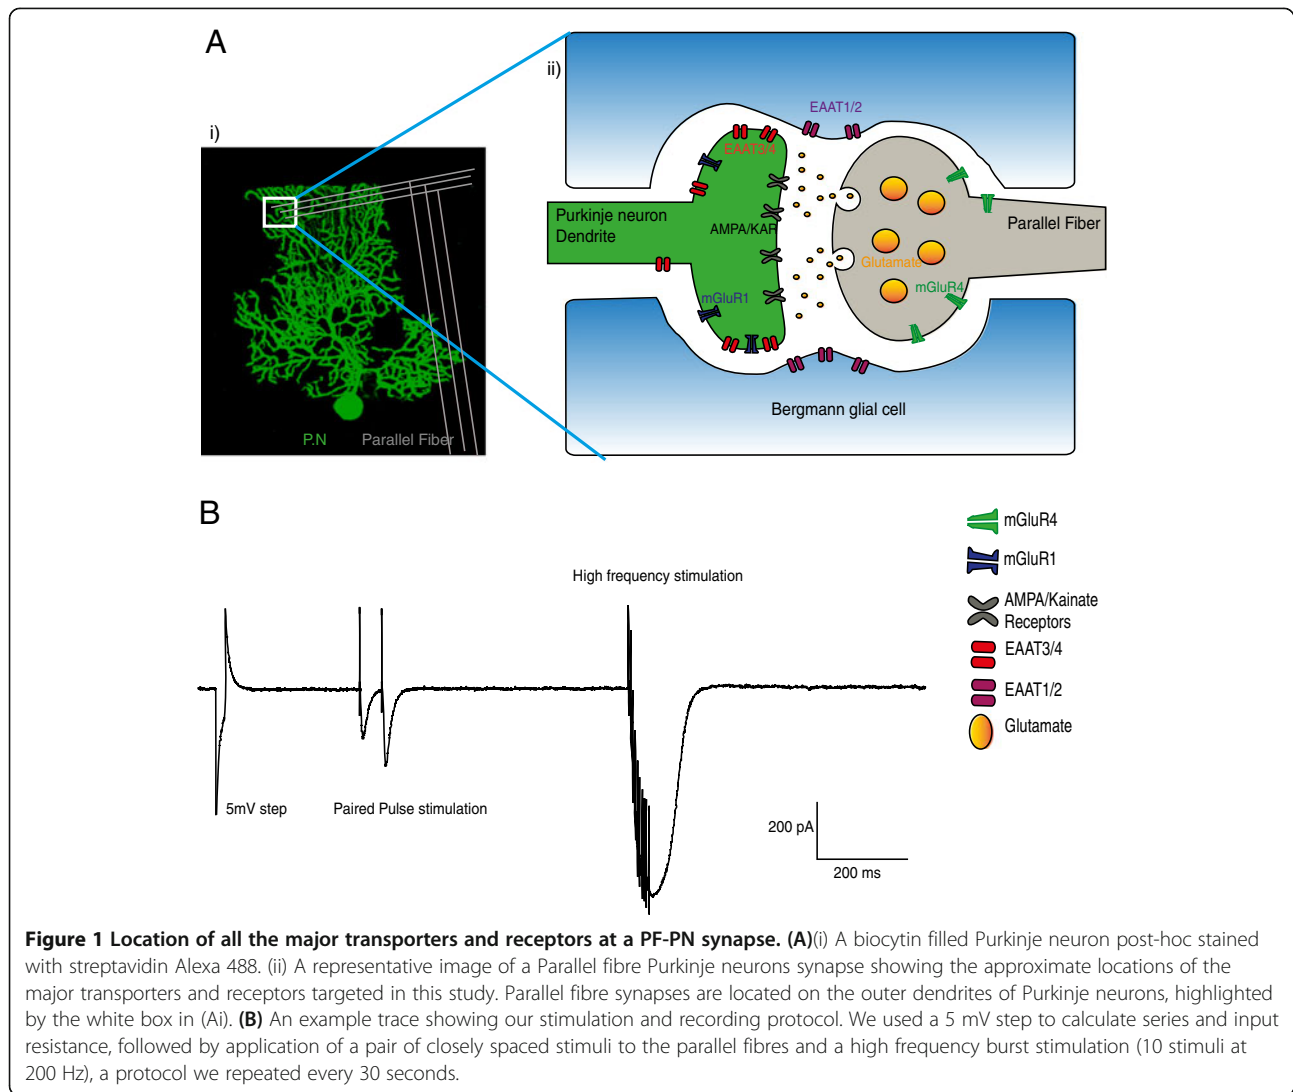 A
i)
P.N Parallel Fiber
ii)
EAAT1/2
EAAT3/4
Purkinje neuron
Dendrite
AMPA/KAR
Parallel Fiber
Glutamate
mGluR1
mGluR4
Bergmann glial cell
B
High frequency stimulation
5mV step
Paired Pulse stimulation
200 pA
200 ms
mGluR4
mGluR1
AMPA/Kainate
Receptors
EAAT3/4
EAAT1/2
Glutamate
Figure 1 Location of all the major transporters and receptors at a PF-PN synapse. (A)(i) A biocytin filled Purkinje neuron post-hoc stained
with streptavidin Alexa 488. (ii) A representative image of a Parallel fibre Purkinje neurons synapse showing the approximate locations of the
major transporters and receptors targeted in this study. Parallel fibre synapses are located on the outer dendrites of Purkinje neurons, highlighted
by the white box in (Ai). (B) An example trace showing our stimulation and recording protocol. We used a 5 mV step to calculate series and input
resistance, followed by application of a pair of closely spaced stimuli to the parallel fibres and a high frequency burst stimulation (10 stimuli at
200 Hz), a protocol we repeated every 30 seconds.